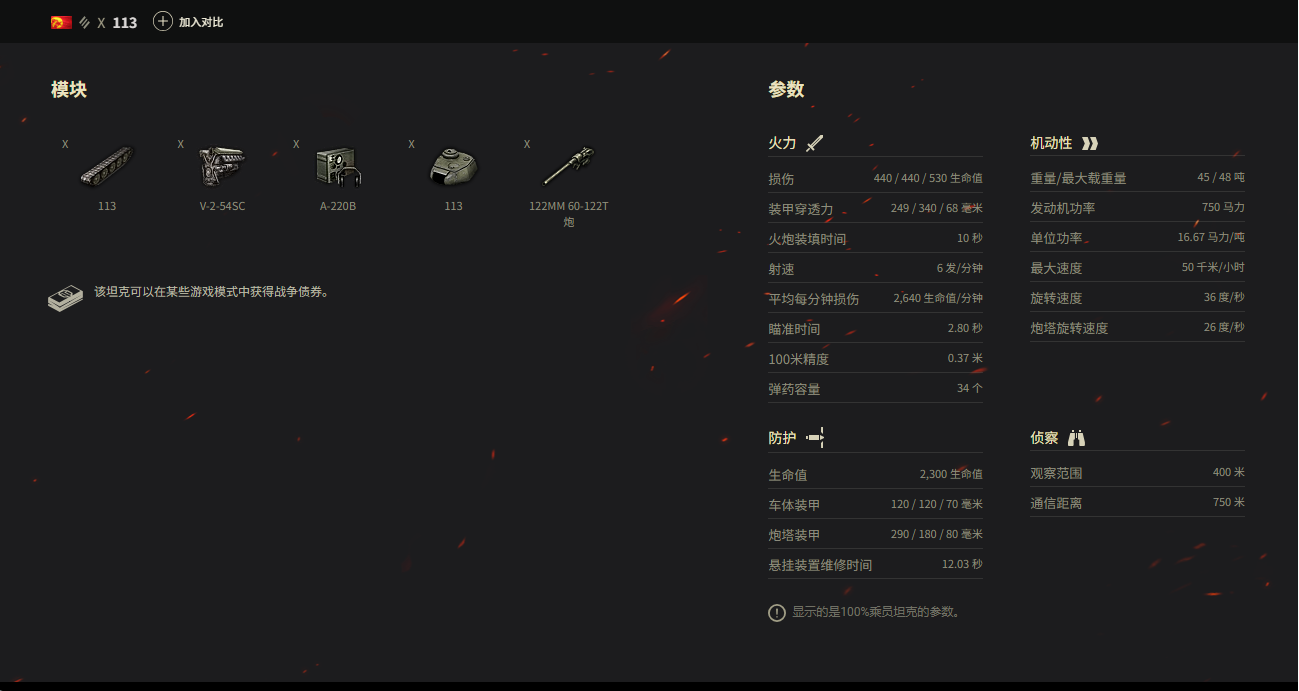 X 113 加入对比
模块
X X X X X
113 V-2-54SC A-220B 113 122MM 60-122T
炮
该坦克可以在某些游戏模式中获得战争债券。
参数
火力
损伤 440 / 440 / 530 生命值
装甲穿透力 249 / 340 / 68 毫米
火炮装填时间 10 秒
射速 6 发/分钟
平均每分钟损伤 2,640 生命值/分钟
瞄准时间 2.80 秒
100米精度 0.37 米
弹药容量 34 个
机动性
重量/最大载重量 45 / 48 吨
发动机功率 750 马力
单位功率 16.67 马力/吨
最大速度 50 千米/小时
旋转速度 36 度/秒
炮塔旋转速度 26 度/秒
防护
生命值 2,300 生命值
车体装甲 120 / 120 / 70 毫米
炮塔装甲 290 / 180 / 80 毫米
悬挂装置维修时间 12.03 秒
侦察
观察范围 400 米
通信距离 750 米
显示的是100%乘员坦克的参数。